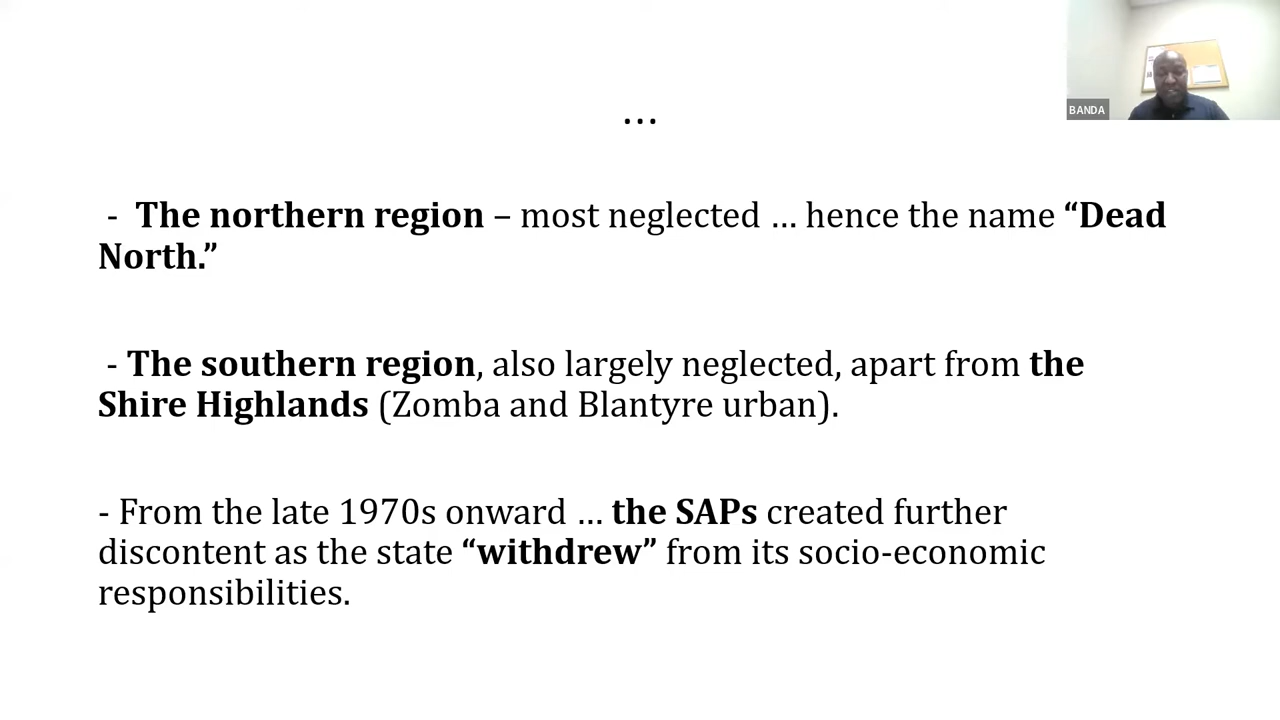 BANDA
...
- The northern region – most neglected ... hence the name “Dead
North.”
- The southern region, also largely neglected, apart from the
Shire Highlands (Zomba and Blantyre urban).
- From the late 1970s onward ... the SAPs created further
discontent as the state “withdrew” from its socio-economic
responsibilities.